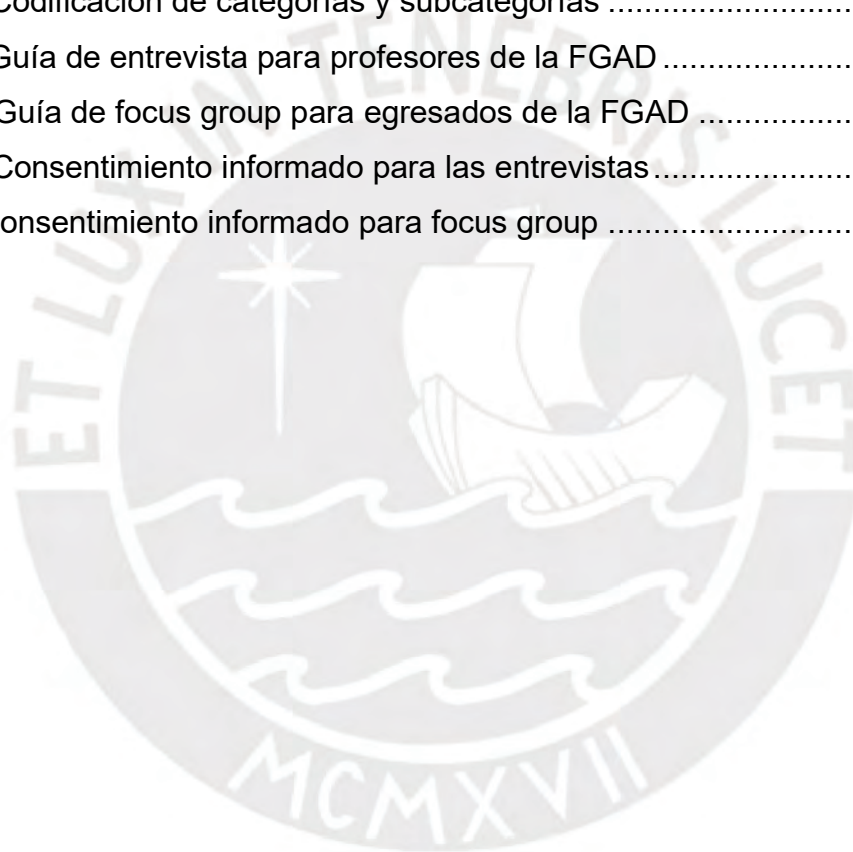 Codificación de categorías y subcategorías ........................
Guía de entrevista para profesores de la FGAD .....................
Guía de focus group para egresados de la FGAD .................
Consentimiento informado para las entrevistas......................
onsentimiento informado para focus group ...........................
ET LUX IN TENEBRIS LUCET
MCMXVII